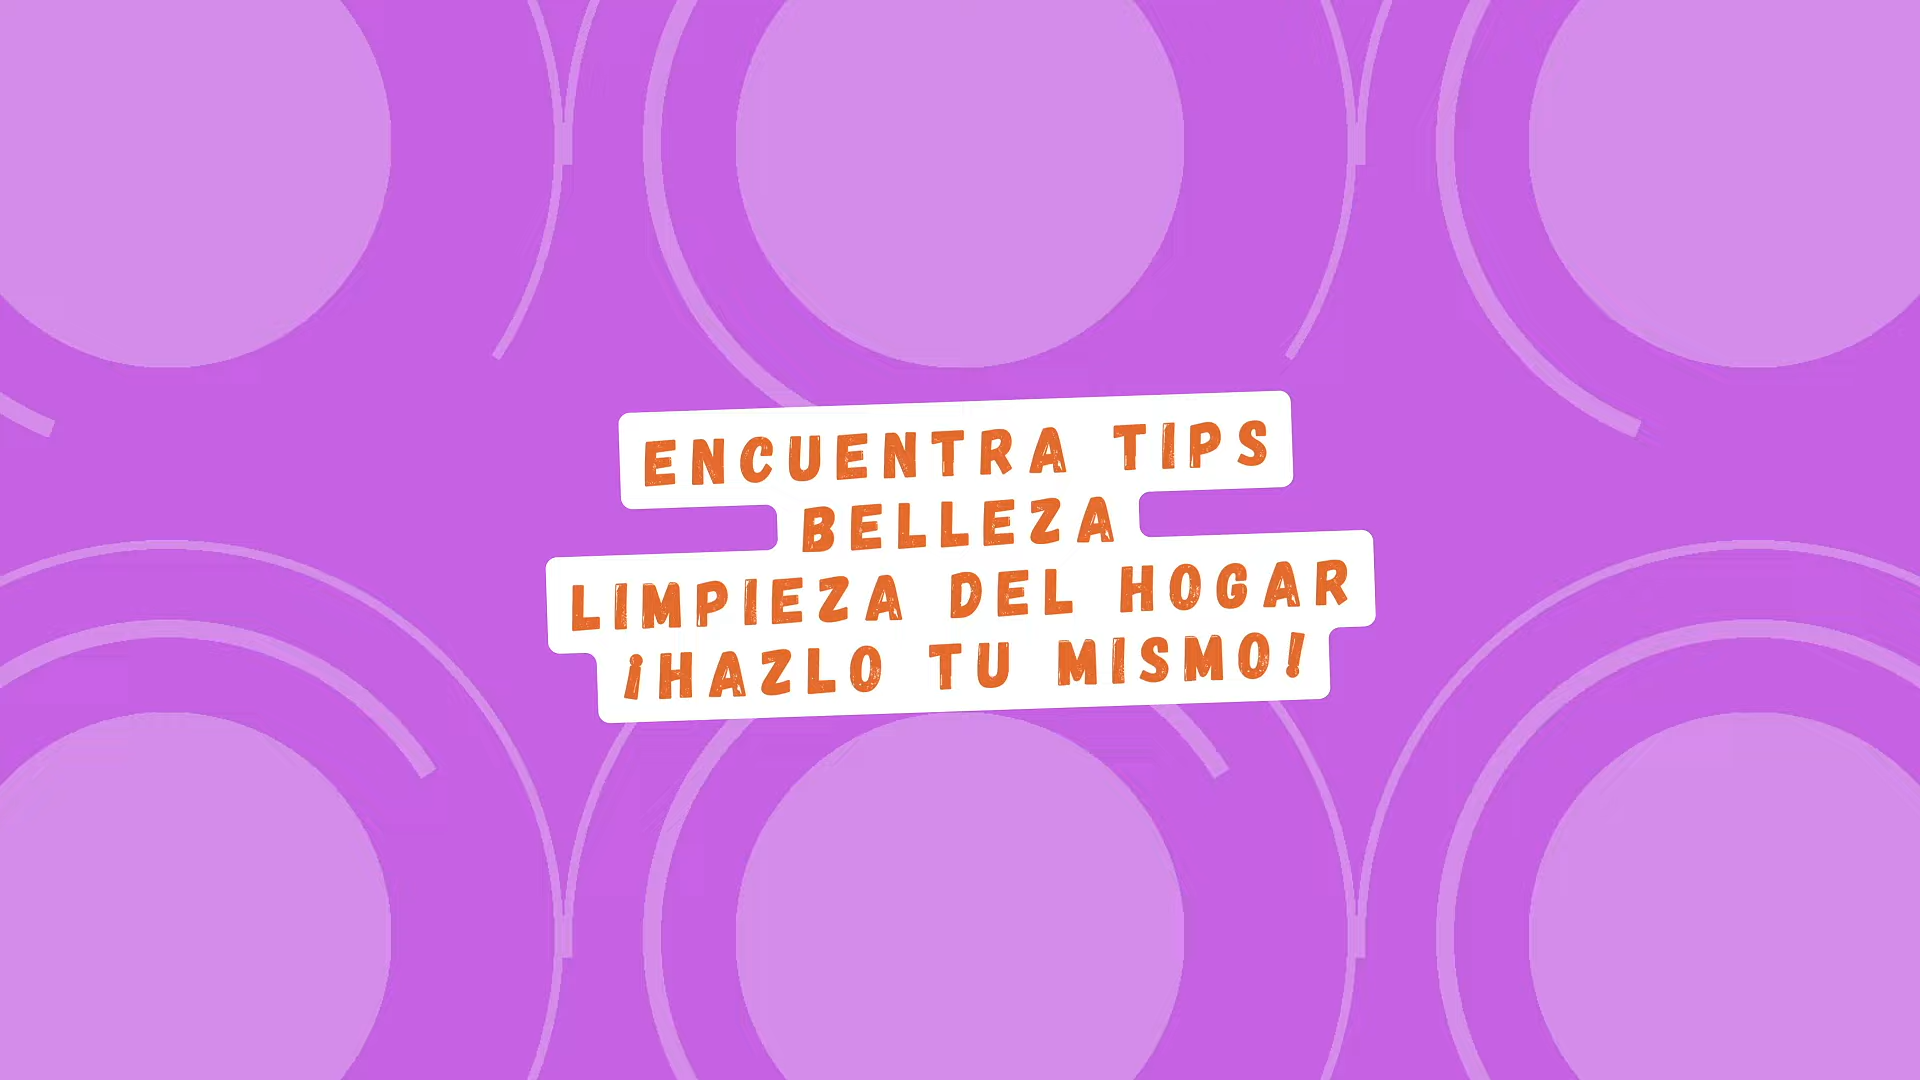 ENCUENTRA TIPS
BELLEZA
LIMPIEZA DEL HOGAR
¡HAZLO TU MISMO!